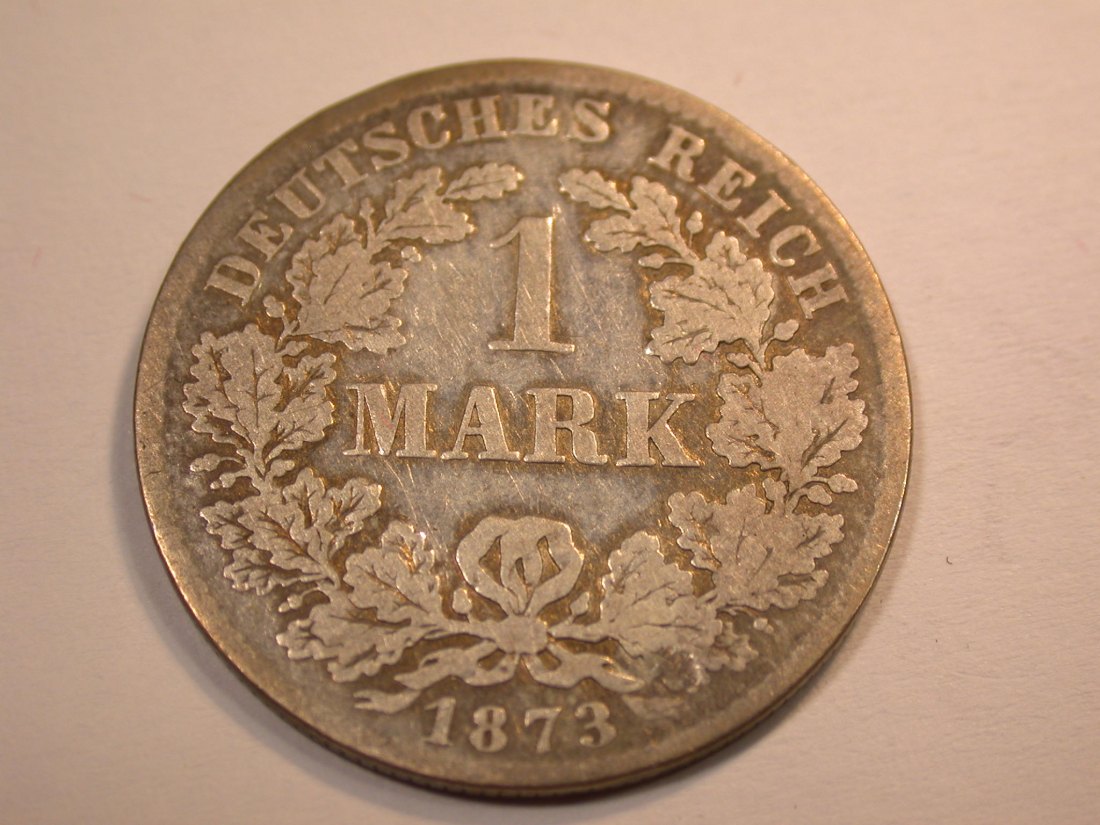 DEUTSCHES REICH
1
MARK
1873